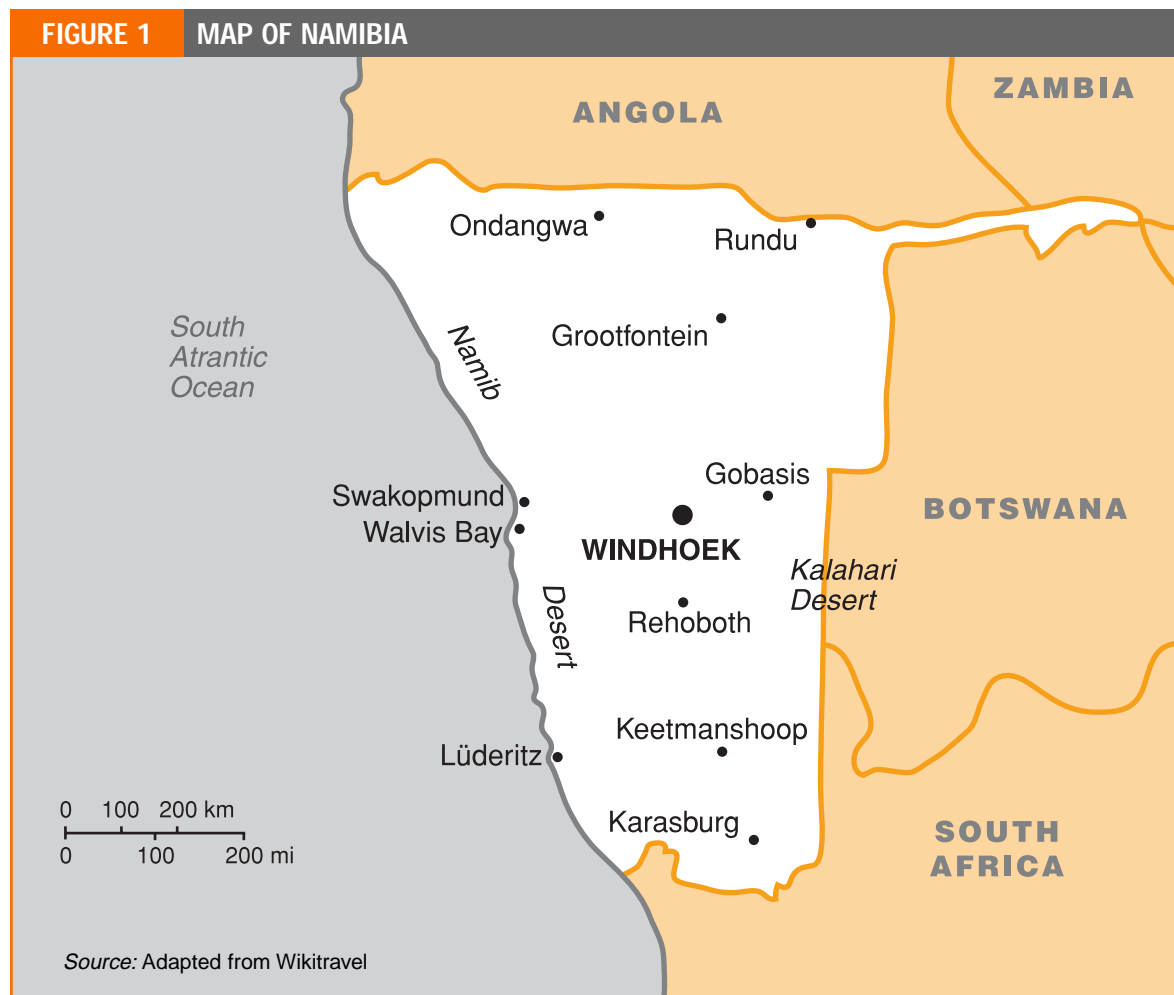 FIGURE 1 MAP OF NAMIBIA
ANGOLA
ZAMBIA
Ondangwa
Rundu
Grootfontein
South
Atrantic
Ocean
Namib
Gobasis
Swakopmund
Walvis Bay
WINDHOEK
BOTSWANA
Kalahari
Desert
Desert
Rehoboth
Keetmanshoop
Lüderitz
Karasburg
SOUTH
AFRICA
0 100 200 km
0 100 200 mi
Source: Adapted from Wikitravel